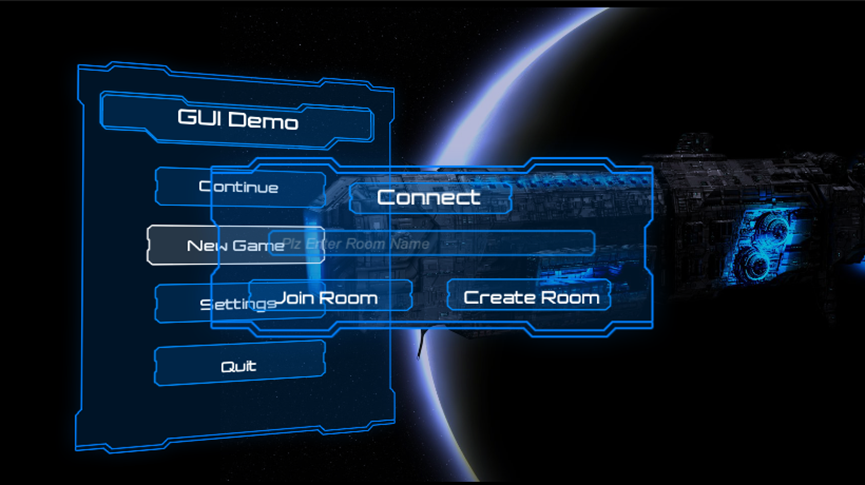 GUI Demo
Continue
New Game
Settings
Quit
Connect
Plz Enter Room Name
Join Room
Create Room